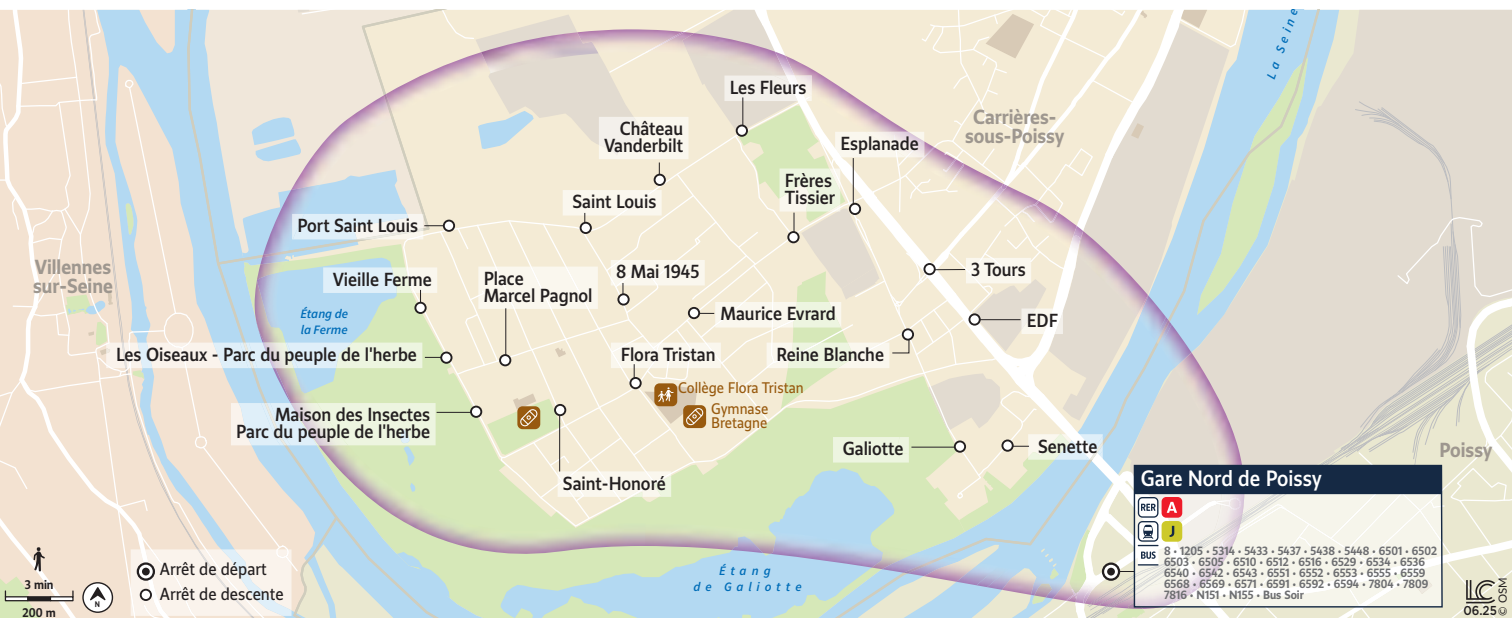 La Seine
Les Fleurs
Carrières-
sous-Poissy
Château
Vanderbilt
Esplanade
Frères
Tissier
Saint Louis
Port Saint Louis
Villennes
sur-Seine
Vieille Ferme
Place
Marcel Pagnol
8 Mai 1945
3 Tours
Étang de
la Ferme
Maurice Evrard
EDF
Les Oiseaux - Parc du peuple de l'herbe
Flora Tristan
Reine Blanche
Collège Flora Tristan
Gymnase
Bretagne
Maison des Insectes
Parc du peuple de l'herbe
Galiotte
Senette
Poissy
Saint-Honoré
Gare Nord de Poissy
RER A
J
BUS
8 • 1205 • 5314 • 5433 • 5437 • 5438 • 5448 • 6501 • 6502
6503 • 6505 • 6510 • 6512 • 6516 • 6529 • 6534 • 6536
6540 • 6542 • 6543 • 6551 • 6552 • 6553 • 6555 • 6559
6568 • 6569 • 6571 • 6591 • 6592 • 6594 • 7804 • 7809
7816 • N151 • N155 • Bus Soir
Étang
de Galiotte
3 min
200 m
N
Arrêt de départ
Arrêt de descente
LC
06.25
© OSM